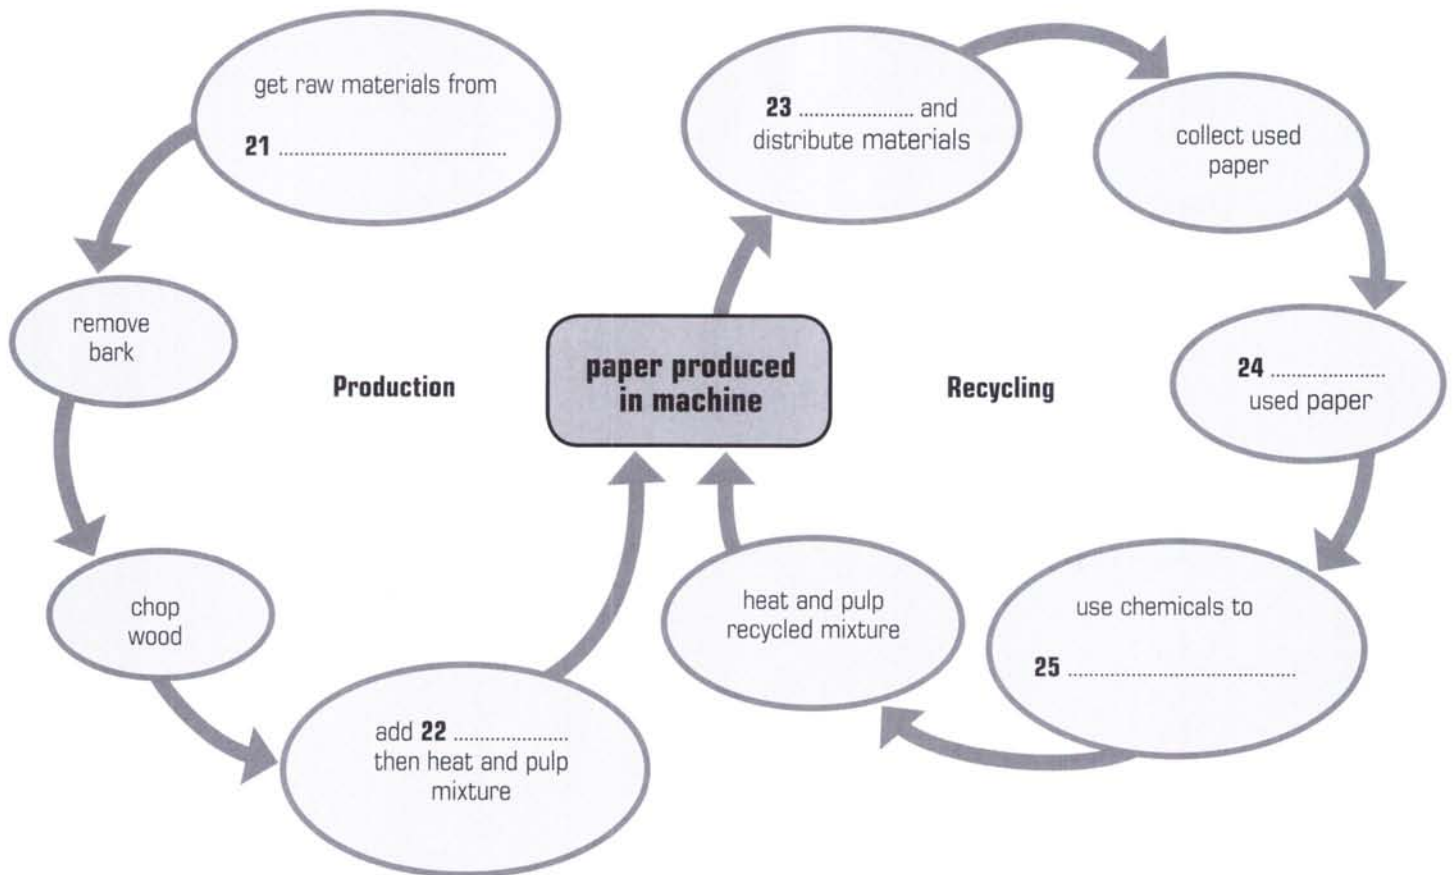 get raw materials from
21 ........................................
remove
bark
chop
wood
add 22 ....................
then heat and pulp
mixture
Production
paper produced
in machine
Recycling
23 .................... and
distribute materials
collect used
paper
24 ....................
used paper
use chemicals to
25 ........................................
heat and pulp
recycled mixture